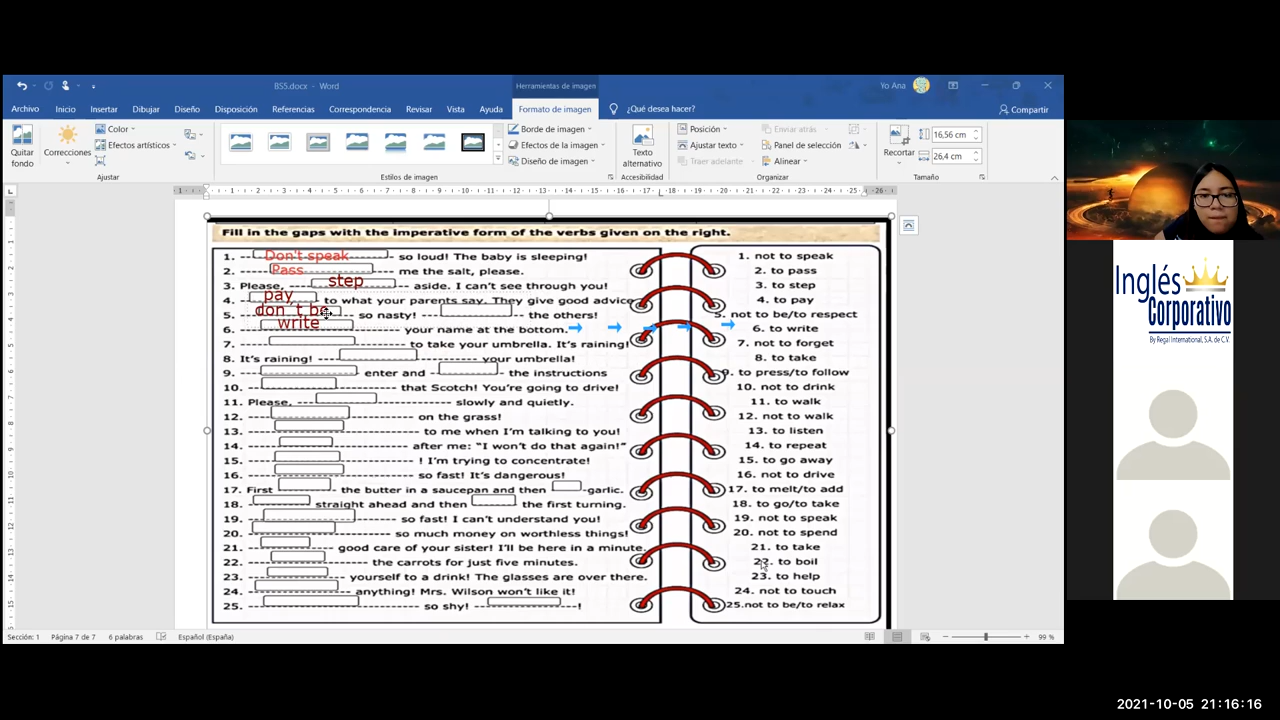 BS5.docx - Word
Herramientas de imagen
Yo Ana
Archivo Inicio Insertar Dibujar Diseño Disposición Referencias Correspondencia Revisar Vista Ayuda Formato de imagen ¿Qué desea hacer? Compartir
Quitar fondo
Correcciones
Color
Efectos artísticos
Borde de imagen
Efectos de la imagen
Diseño de imagen
Texto alternativo
Posición
Ajustar texto
Traer adelante
Enviar atrás
Panel de selección
Alinear
Recortar
16,56 cm
26,4 cm
Ajustar Estilos de imagen Accesibilidad Organizar Tamaño
Fill in the gaps with the imperative form of the verbs given on the right.
1. Don't speak so loud! The baby is sleeping!
2. Pass me the salt, please.
3. Please, step aside. I can't see through you!
4. pay to what your parents say. They give good advice
5. don´t be so nasty! the others!
6. write your name at the bottom.
7. to take your umbrella. It's raining!
8. It's raining! your umbrella!
9. enter and the instructions
10. that Scotch! You're going to drive!
11. Please, slowly and quietly.
12. on the grass!
13. to me when I'm talking to you!
14. after me: "I won't do that again!"
15. ! I'm trying to concentrate!
16. so fast! It's dangerous!
17. First the butter in a saucepan and then garlic.
18. straight ahead and then the first turning.
19. so fast! I can't understand you!
20. so much money on worthless things!
21. good care of your sister! I'll be here in a minute.
22. the carrots for just five minutes.
23. yourself to a drink! The glasses are over there.
24. anything! Mrs. Wilson won't like it!
25. so shy! !
1. not to speak
2. to pass
3. to step
4. to pay
5. not to be/to respect
6. to write
7. not to forget
8. to take
9. to press/to follow
10. not to drink
11. to walk
12. not to walk
13. to listen
14. to repeat
15. to go away
16. not to drive
17. to melt/to add
18. to go/to take
19. not to speak
20. not to spend
21. to take
22. to boil
23. to help
24. not to touch
25.not to be/to relax
Sección: 1 Página 7 de 7 6 palabras Español (España) 99 %
Inglés
Corporativo
By Regal International, S.A. de C.V.
2021-10-05 21:16:16